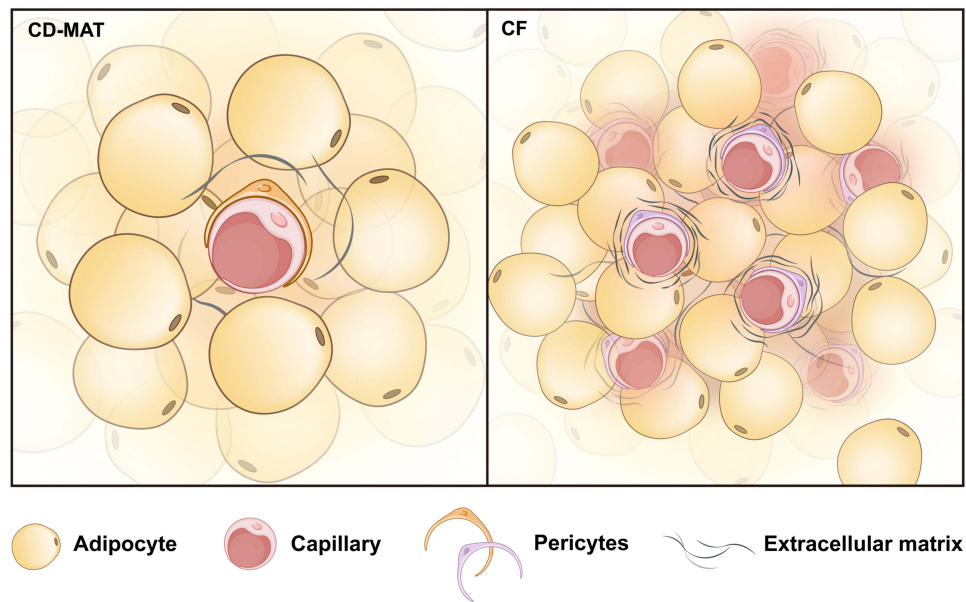 CD-MAT
CF
Adipocyte
Capillary
Pericytes
Extracellular matrix